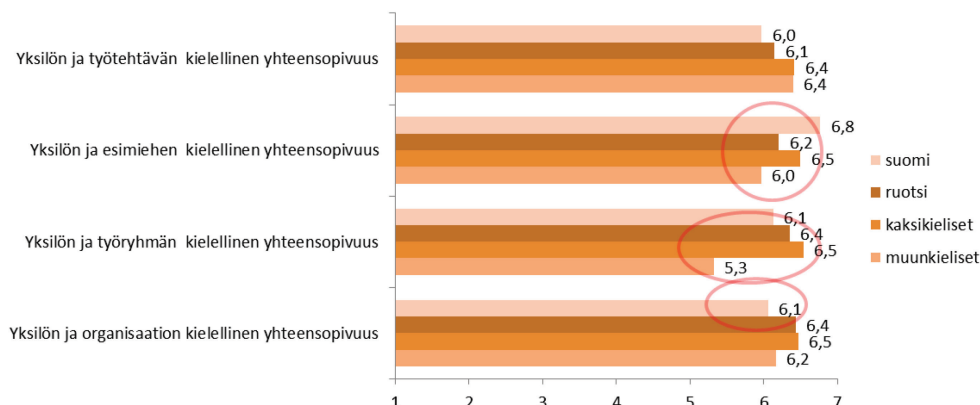 Yksilön ja työtehtävän kielellinen yhteensopivuus
6,0
6,1
6,4
6,4
Yksilön ja esimiehen kielellinen yhteensopivuus
6,8
6,2
6,5
6,0
Yksilön ja työryhmän kielellinen yhteensopivuus
6,1
6,4
6,5
5,3
Yksilön ja organisaation kielellinen yhteensopivuus
6,1
6,4
6,5
6,2
1 2 3 4 5 6 7
suomi
ruotsi
kaksikieliset
muunkieliset